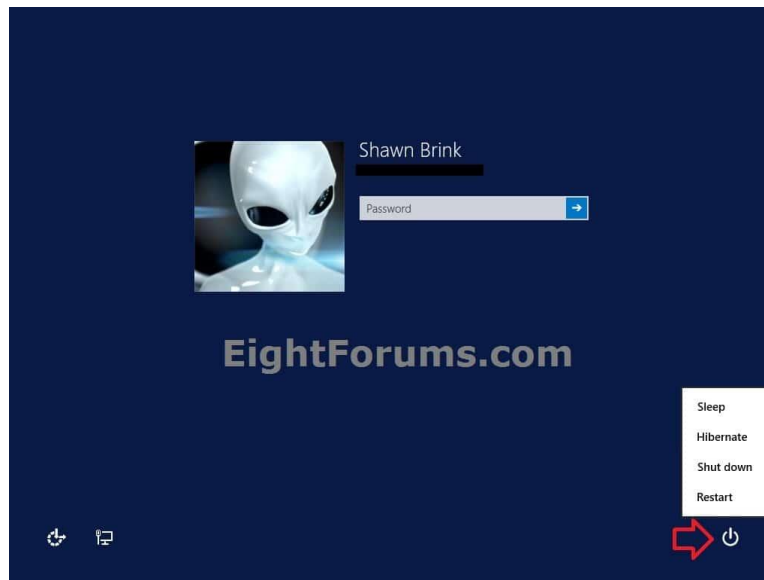 Shawn Brink
Password
EightForums.com
Sleep
Hibernate
Shut down
Restart